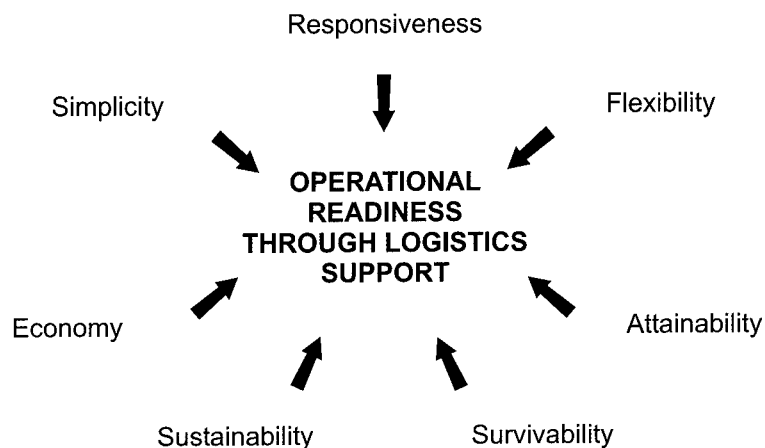 Responsiveness
Simplicity
Flexibility
OPERATIONAL
READINESS
THROUGH LOGISTICS
SUPPORT
Economy
Attainability
Sustainability
Survivability